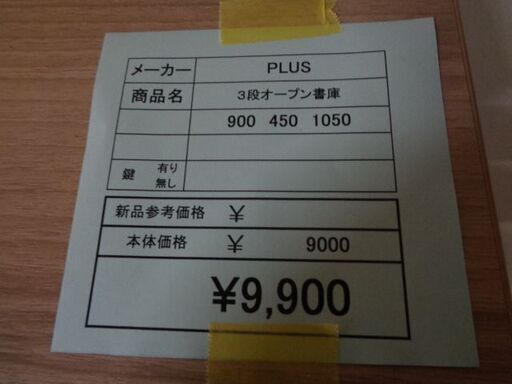 メーカー PLUS
商品名 3段オープン書庫
900 450 1050
鍵 有り
無し
新品参考価格 ¥
本体価格 ¥ 9000
¥9,900